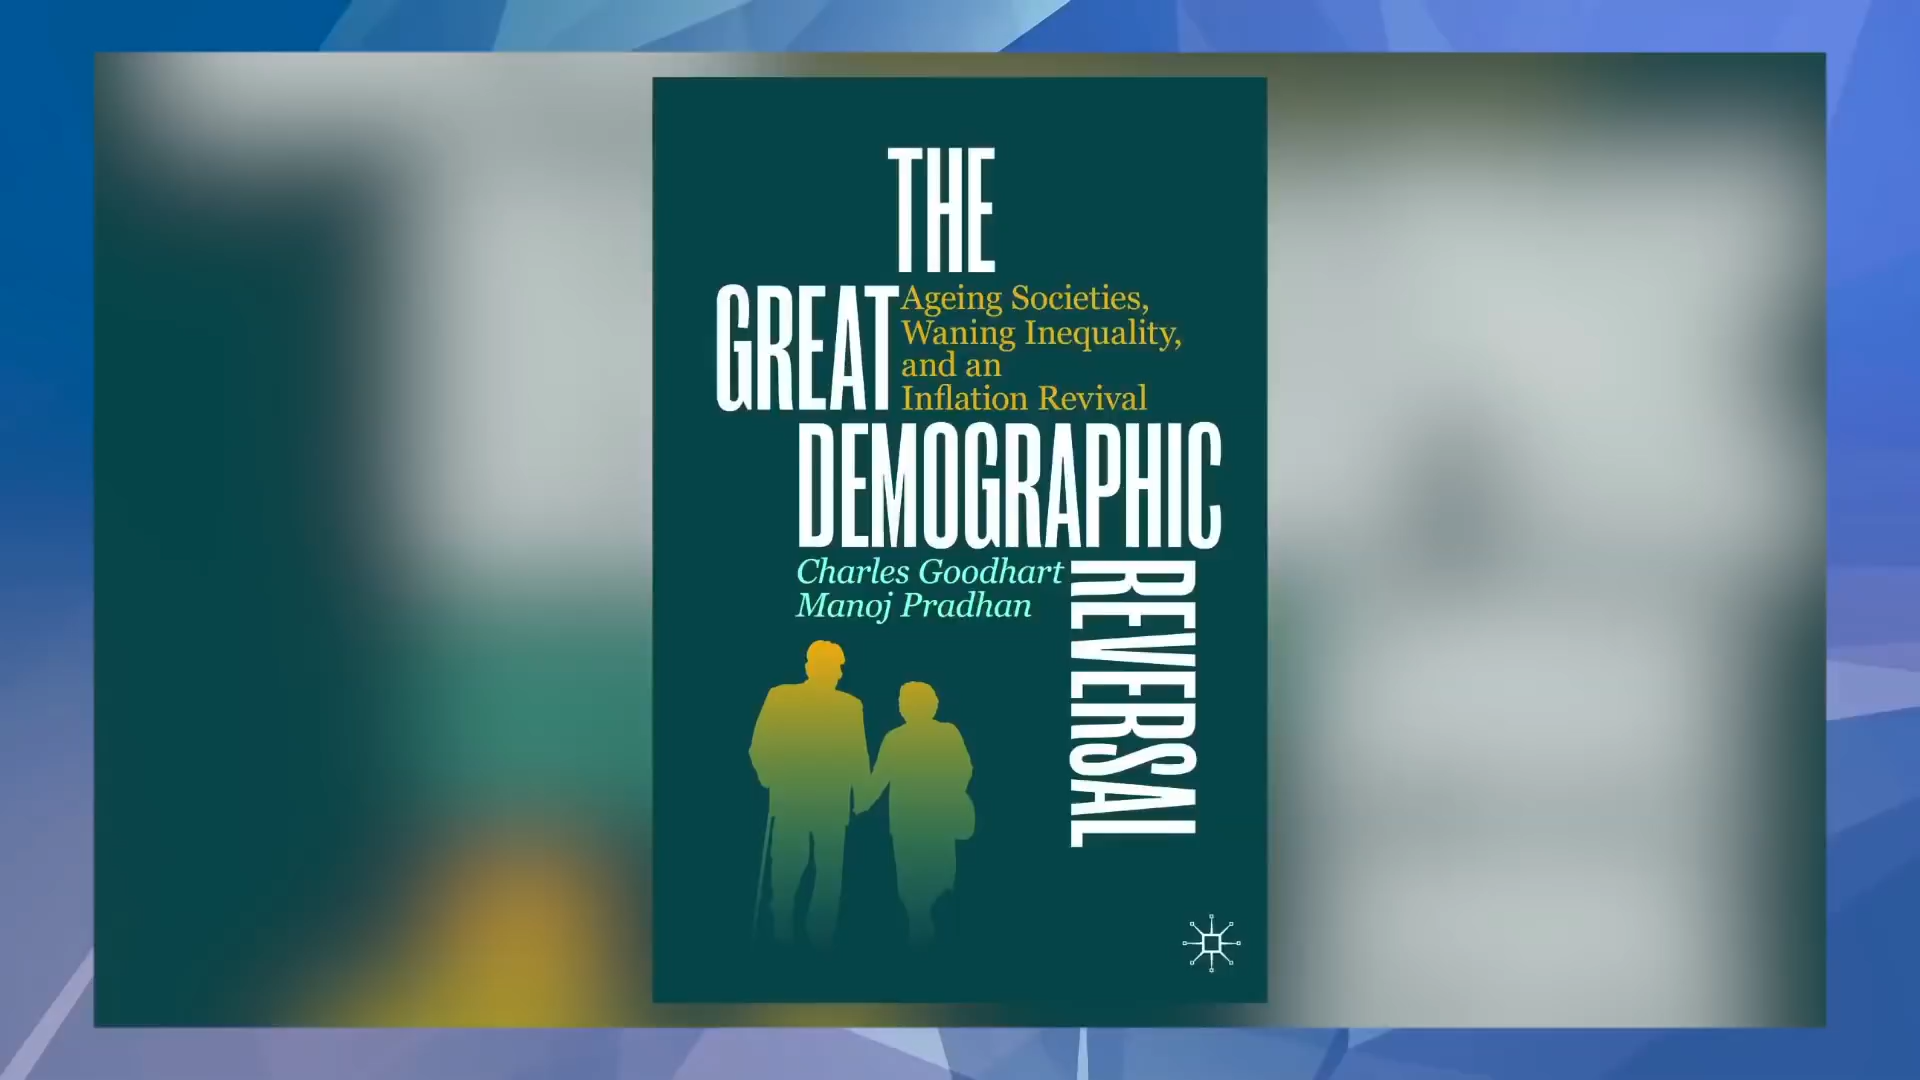 THE
GREAT
Ageing Societies,
Waning Inequality,
and an
Inflation Revival
DEMOGRAPHIC
Charles Goodhart
Manoj Pradhan
REVERSAL